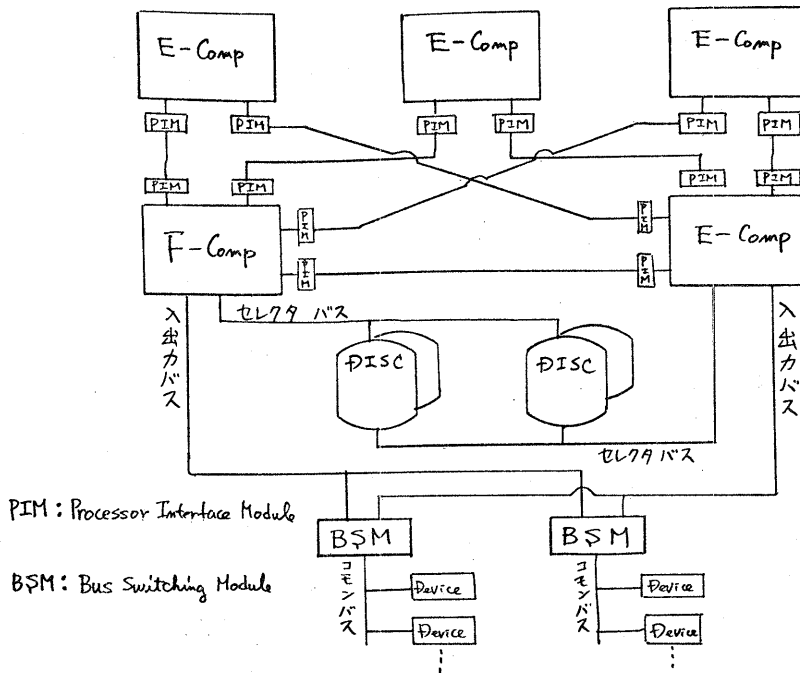 E-Comp
E-Comp
E-Comp
PIM
PIM
PIM
PIM
PIM
PIM
PIM
PIM
PIM
PIM
F-Comp
PIM
PIM
PIM
PIM
E-Comp
セレクタバス
入出力バス
入出力バス
DISC
DISC
セレクタバス
PIM: Processor Interface Module
BSM
BSM
BSM: Bus Switching Module
コモンバス
Device
Device
コモンバス
Device
Device